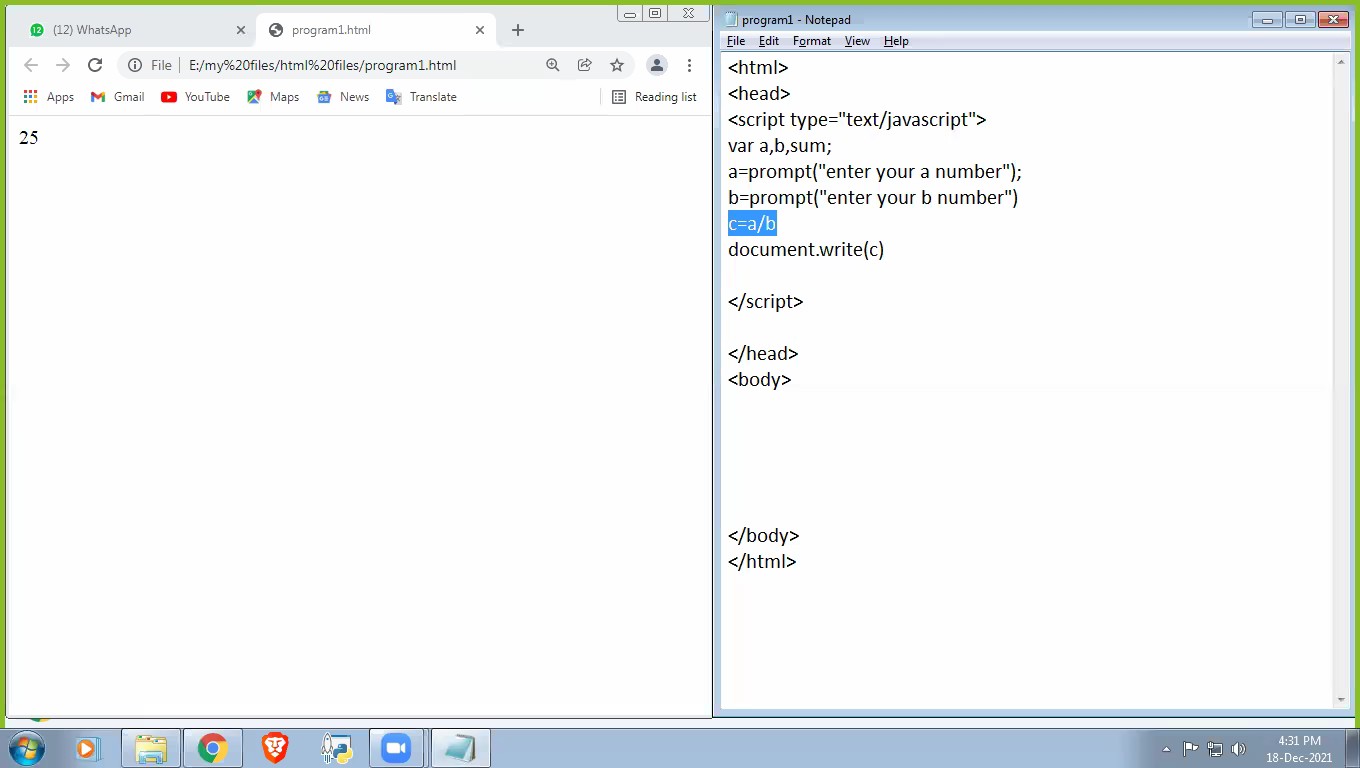 (12) WhatsApp
program1.html
File
E:/my%20files/html%20files/program1.html
Apps
Gmail
YouTube
Maps
News
Translate
Reading list
25
program1 - Notepad
File Edit Format View Help
<html>
<head>
<script type="text/javascript">
var a,b,sum;
a=prompt("enter your a number");
b=prompt("enter your b number")
c=a/b
document.write(c)
</script>
</head>
<body>
</body>
</html>
4:31 PM
18-Dec-2021